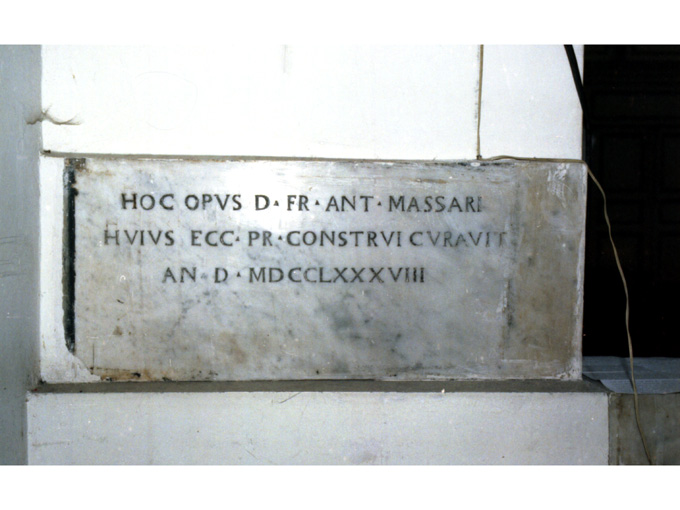 HOC OPVS D·FR·ANT·MASSARI
HVIVS ECC·PR·CONSTRVI CVRAVIT
AN D·MDCCLXXXVIII